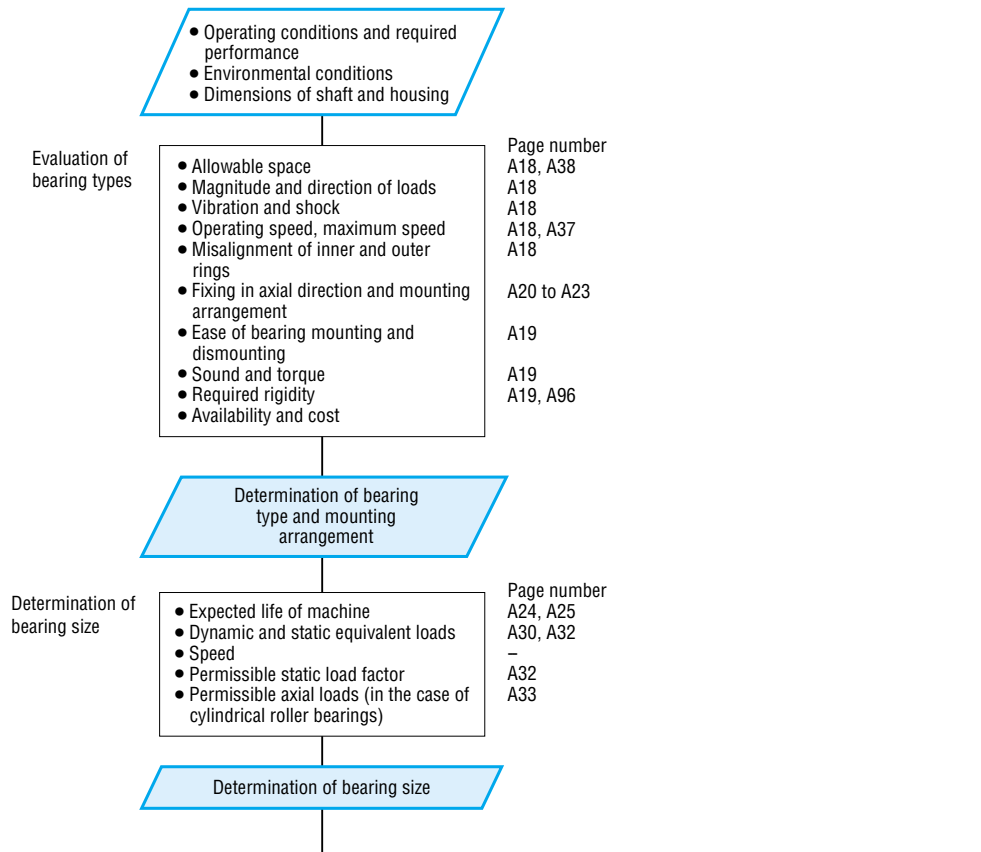 ● Operating conditions and required
performance
● Environmental conditions
● Dimensions of shaft and housing
Evaluation of
bearing types
Page number
● Allowable space
A18, A38
● Magnitude and direction of loads
A18
● Vibration and shock
A18
● Operating speed, maximum speed
A18, A37
● Misalignment of inner and outer
A18
rings
● Fixing in axial direction and mounting
A20 to A23
arrangement
● Ease of bearing mounting and
A19
dismounting
● Sound and torque
A19
● Required rigidity
A19, A96
● Availability and cost
Determination of bearing
type and mounting
arrangement
Determination of
bearing size
Page number
● Expected life of machine
A24, A25
● Dynamic and static equivalent loads
A30, A32
● Speed
–
● Permissible static load factor
A32
● Permissible axial loads (in the case of
A33
cylindrical roller bearings)
Determination of bearing size